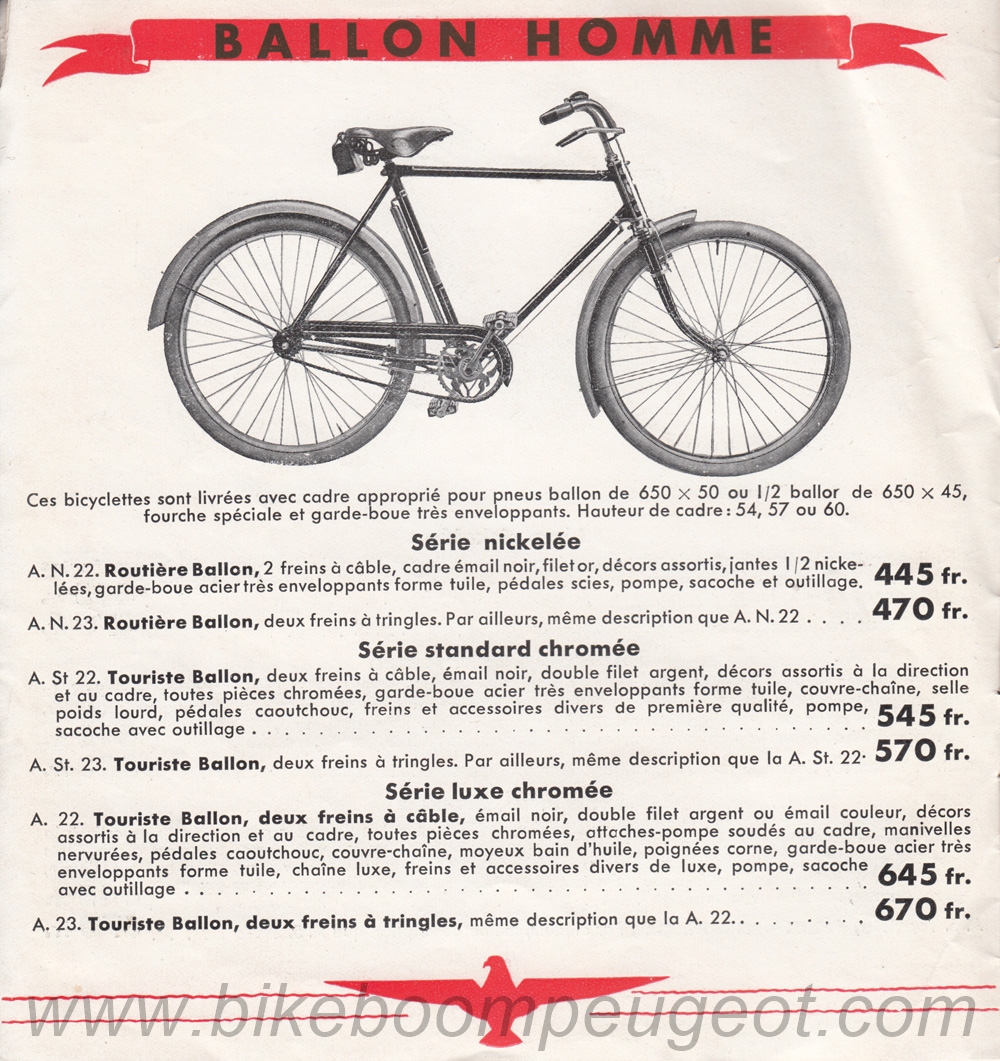 BALLON HOMME
Ces bicyclettes sont livrées avec cadre approprié pour pneus ballon de 650 × 50 ou 1/2 ballor de 650 × 45,
fourche spéciale et garde-boue très enveloppants. Hauteur de cadre : 54, 57 ou 60.
Série nickelée
A. N. 22. Routière Ballon, 2 freins à câble, cadre émail noir, filet or, décors assortis, jantes 1/2 nicke-
lées, garde-boue acier très enveloppants forme tuile, pédales scies, pompe, sacoche et outillage. 445 fr.
A. N. 23. Routière Ballon, deux freins à tringles. Par ailleurs, même description que A. N. 22 . . . . 470 fr.
Série standard chromée
A. St 22. Touriste Ballon, deux freins à câble, émail noir, double filet argent, décors assortis à la direction
et au cadre, toutes pièces chromées, garde-boue acier très enveloppants forme tuile, couvre-chaîne, selle
poids lourd, pédales caoutchouc, freins et accessoires divers de première qualité, pompe,
sacoche avec outillage . . . . . . . . . . . . . . . . . . . . . . . . . . . . . . 545 fr.
A. St. 23. Touriste Ballon, deux freins à tringles. Par ailleurs, même description que la A. St. 22· 570 fr.
Série luxe chromée
A. 22. Touriste Ballon, deux freins à câble, émail noir, double filet argent ou émail couleur, décors
assortis à la direction et au cadre, toutes pièces chromées, attaches-pompe soudés au cadre, manivelles
nervurées, pédales caoutchouc, couvre-chaîne, moyeux bain d'huile, poignées corne, garde-boue acier très
enveloppants forme tuile, chaîne luxe, freins et accessoires divers de luxe, pompe, sacoche
avec outillage . . . . . . . . . . . . . . . . . . . . . . . . . . . . . . . . . 645 fr.
A. 23. Touriste Ballon, deux freins à tringles, même description que la A. 22. . . . . . . . . 670 fr.
www.bikeboompeugeot.com